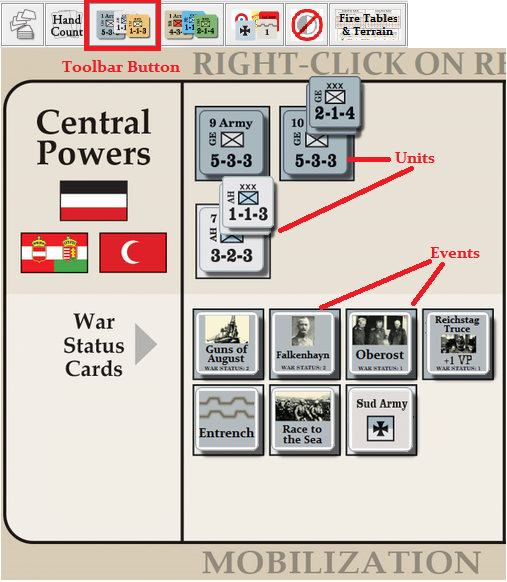 Hand
Count
1 Arr
5-3-3
1-1-3
1 Arr
4-3-
2-1-4
1
Fire Tables
& Terrain
Toolbar Button
RIGHT-CLICK ON RE
Central
Powers
9 Army
GE
5-3-3
10
GE
5-3-3
XXX
GE
2-1-4
XXX
AH
1-1-3
7
AH
3-2-3
Units
Events
War
Status
Cards
Guns of
August
WAR STATUS: 2
Falkenhayn
WAR STATUS: 2
Oberost
WAR STATUS: 1
Reichstag
Truce
+1 VP
WAR STATUS: 1
Entrench
Race to
the Sea
Sud Army
MOBILIZATION